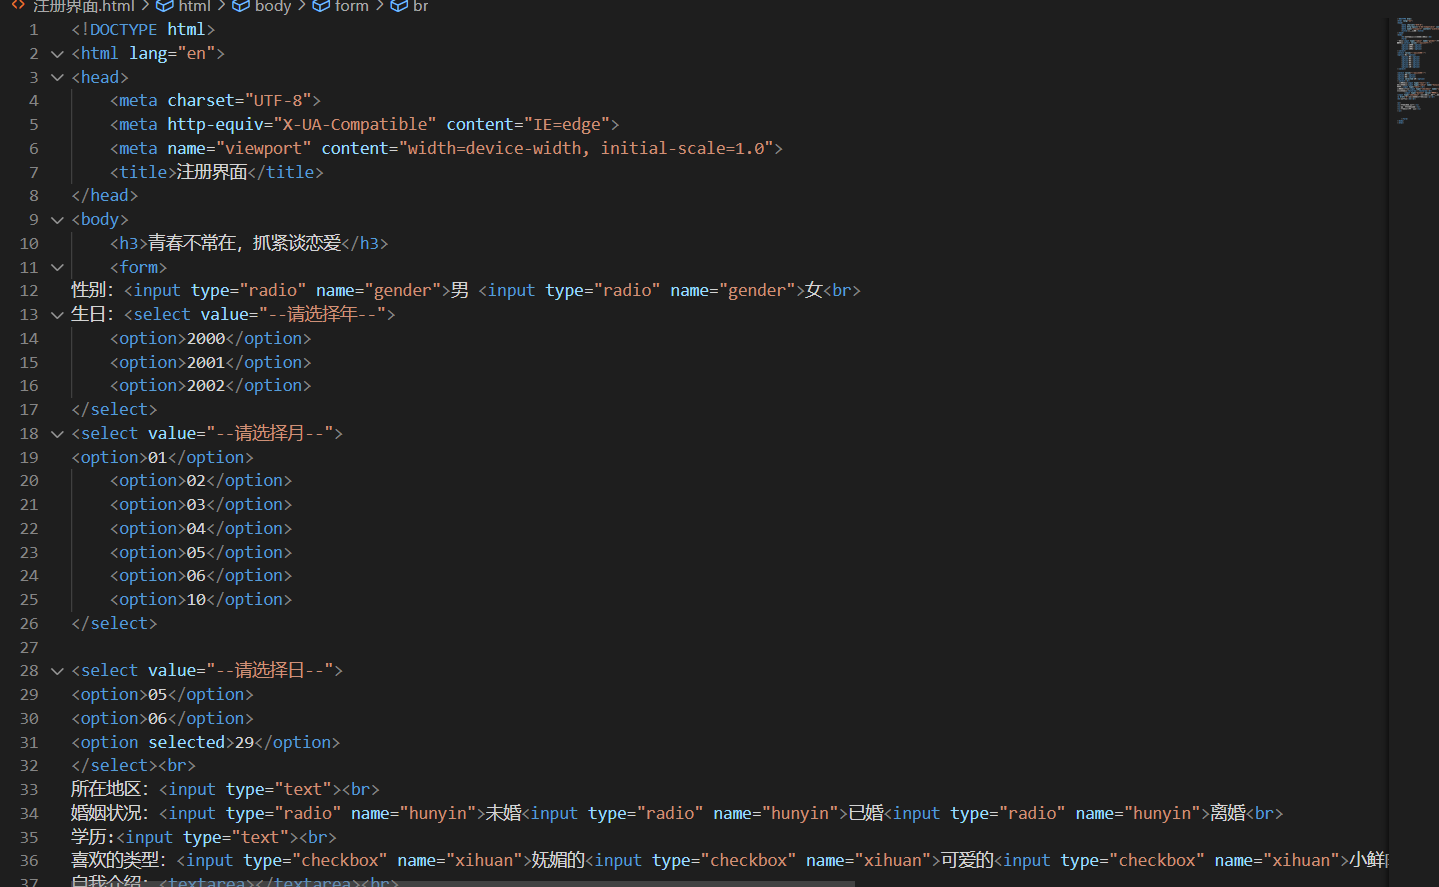 注册界面.html > html > body > form > br
1 <!DOCTYPE html>
2 <html lang="en">
3 <head>
4 <meta charset="UTF-8">
5 <meta http-equiv="X-UA-Compatible" content="IE=edge">
6 <meta name="viewport" content="width=device-width, initial-scale=1.0">
7 <title>注册界面</title>
8 </head>
9 <body>
10 <h3>青春不常在，抓紧谈恋爱</h3>
11 <form>
12 性别：<input type="radio" name="gender">男 <input type="radio" name="gender">女<br>
13 生日：<select value="--请选择年--">
14 <option>2000</option>
15 <option>2001</option>
16 <option>2002</option>
17 </select>
18 <select value="--请选择月--">
19 <option>01</option>
20 <option>02</option>
21 <option>03</option>
22 <option>04</option>
23 <option>05</option>
24 <option>06</option>
25 <option>10</option>
26 </select>
27
28 <select value="--请选择日--">
29 <option>05</option>
30 <option>06</option>
31 <option selected>29</option>
32 </select><br>
33 所在地区：<input type="text"><br>
34 婚姻状况：<input type="radio" name="hunyin">未婚<input type="radio" name="hunyin">已婚<input type="radio" name="hunyin">离婚<br>
35 学历:<input type="text"><br>
36 喜欢的类型：<input type="checkbox" name="xihuan">妩媚的<input type="checkbox" name="xihuan">可爱的<input type="checkbox" name="xihuan">小鲜
37 自我介绍：<textarea></textarea><br>